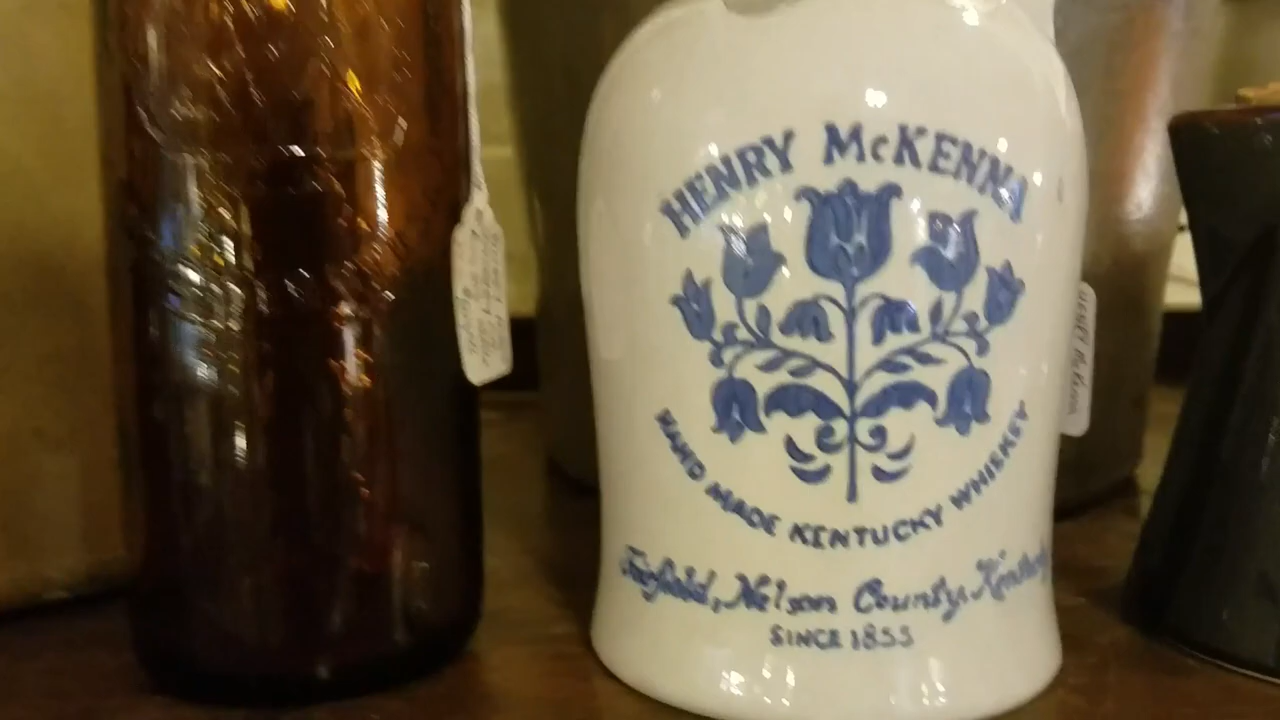 HENRY McKENNA
HAND MADE KENTUCKY WHISKEY
Fairfield, Nelson County, Kentucky
SINCE 1855